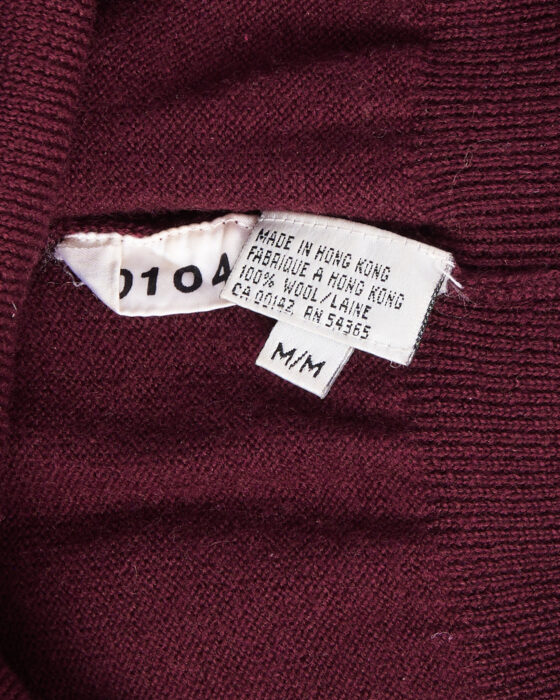 0104
MADE IN HONG KONG
FABRIQUE A HONG KONG
100% WOOL/LAINE
CA 00142, RN 54365
M/M